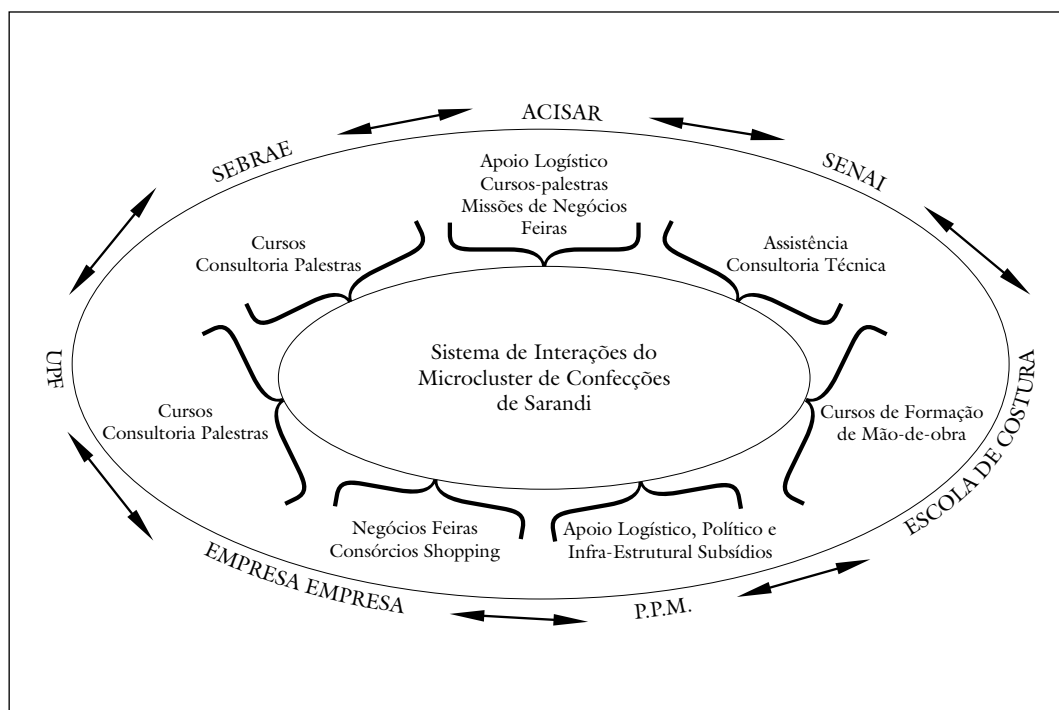 ACISAR
SEBRAE
SENAI
Apoio Logístico
Cursos-palestras
Missões de Negócios
Feiras
Cursos
Consultoria Palestras
Assistência
Consultoria Técnica
UPF
Sistema de Interações do
Microcluster de Confecções
de Sarandi
Cursos
Consultoria Palestras
Cursos de Formação
de Mão-de-obra
ESCOLA DE COSTURA
Negócios Feiras
Consórcios Shopping
Apoio Logístico, Político e
Infra-Estrutural Subsídios
EMPRESA EMPRESA
P.P.M.